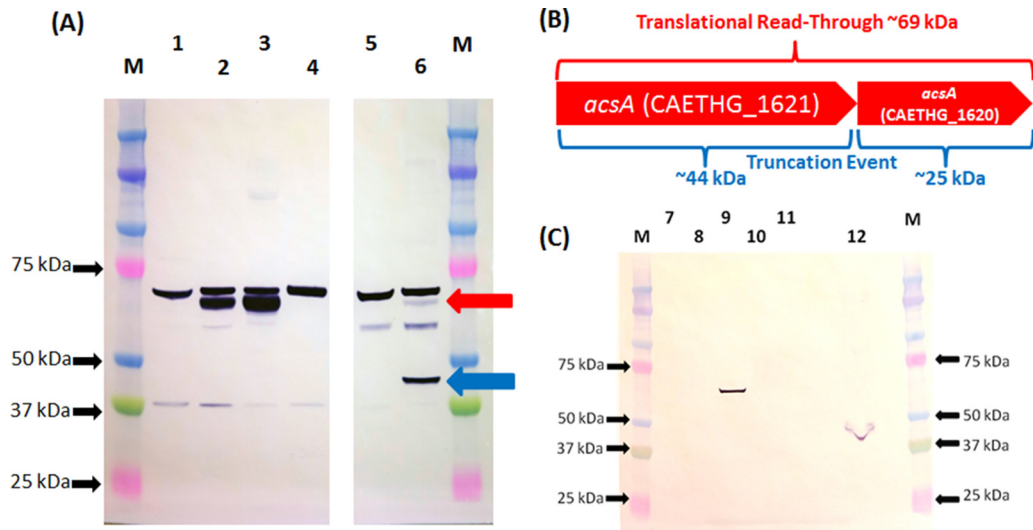 (A)
1 3 5 M
M 2 4 6
75 kDa
50 kDa
37 kDa
25 kDa
(B)
Translational Read-Through ~69 kDa
acsA (CAETHG_1621)
acsA
(CAETHG_1620)
Truncation Event
~44 kDa ~25 kDa
(C)
7 9 11 M
M 8 10 12
75 kDa 75 kDa
50 kDa 50 kDa
37 kDa 37 kDa
25 kDa 25 kDa